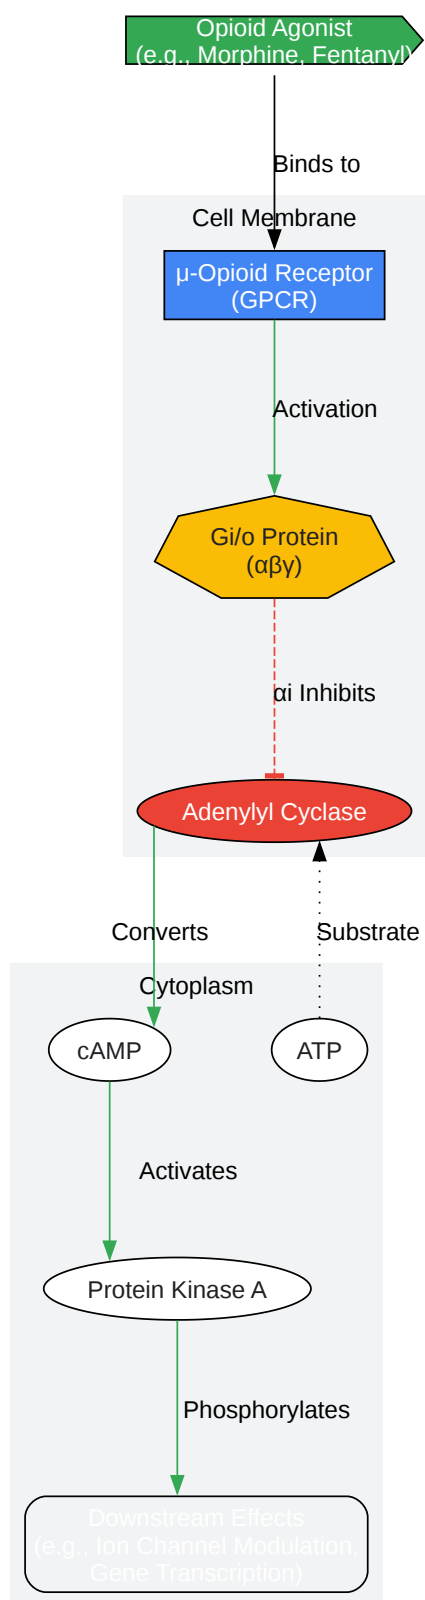 Opioid Agonist
(e.g., Morphine, Fentanyl)
Binds to
Cell Membrane
μ-Opioid Receptor
(GPCR)
Activation
Gi/o Protein
(αβγ)
αi Inhibits
Adenylyl Cyclase
Converts
Substrate
Cytoplasm
cAMP
ATP
Activates
Protein Kinase A
Phosphorylates
Downstream Effects
(e.g., Ion Channel Modulation,
Gene Transcription)